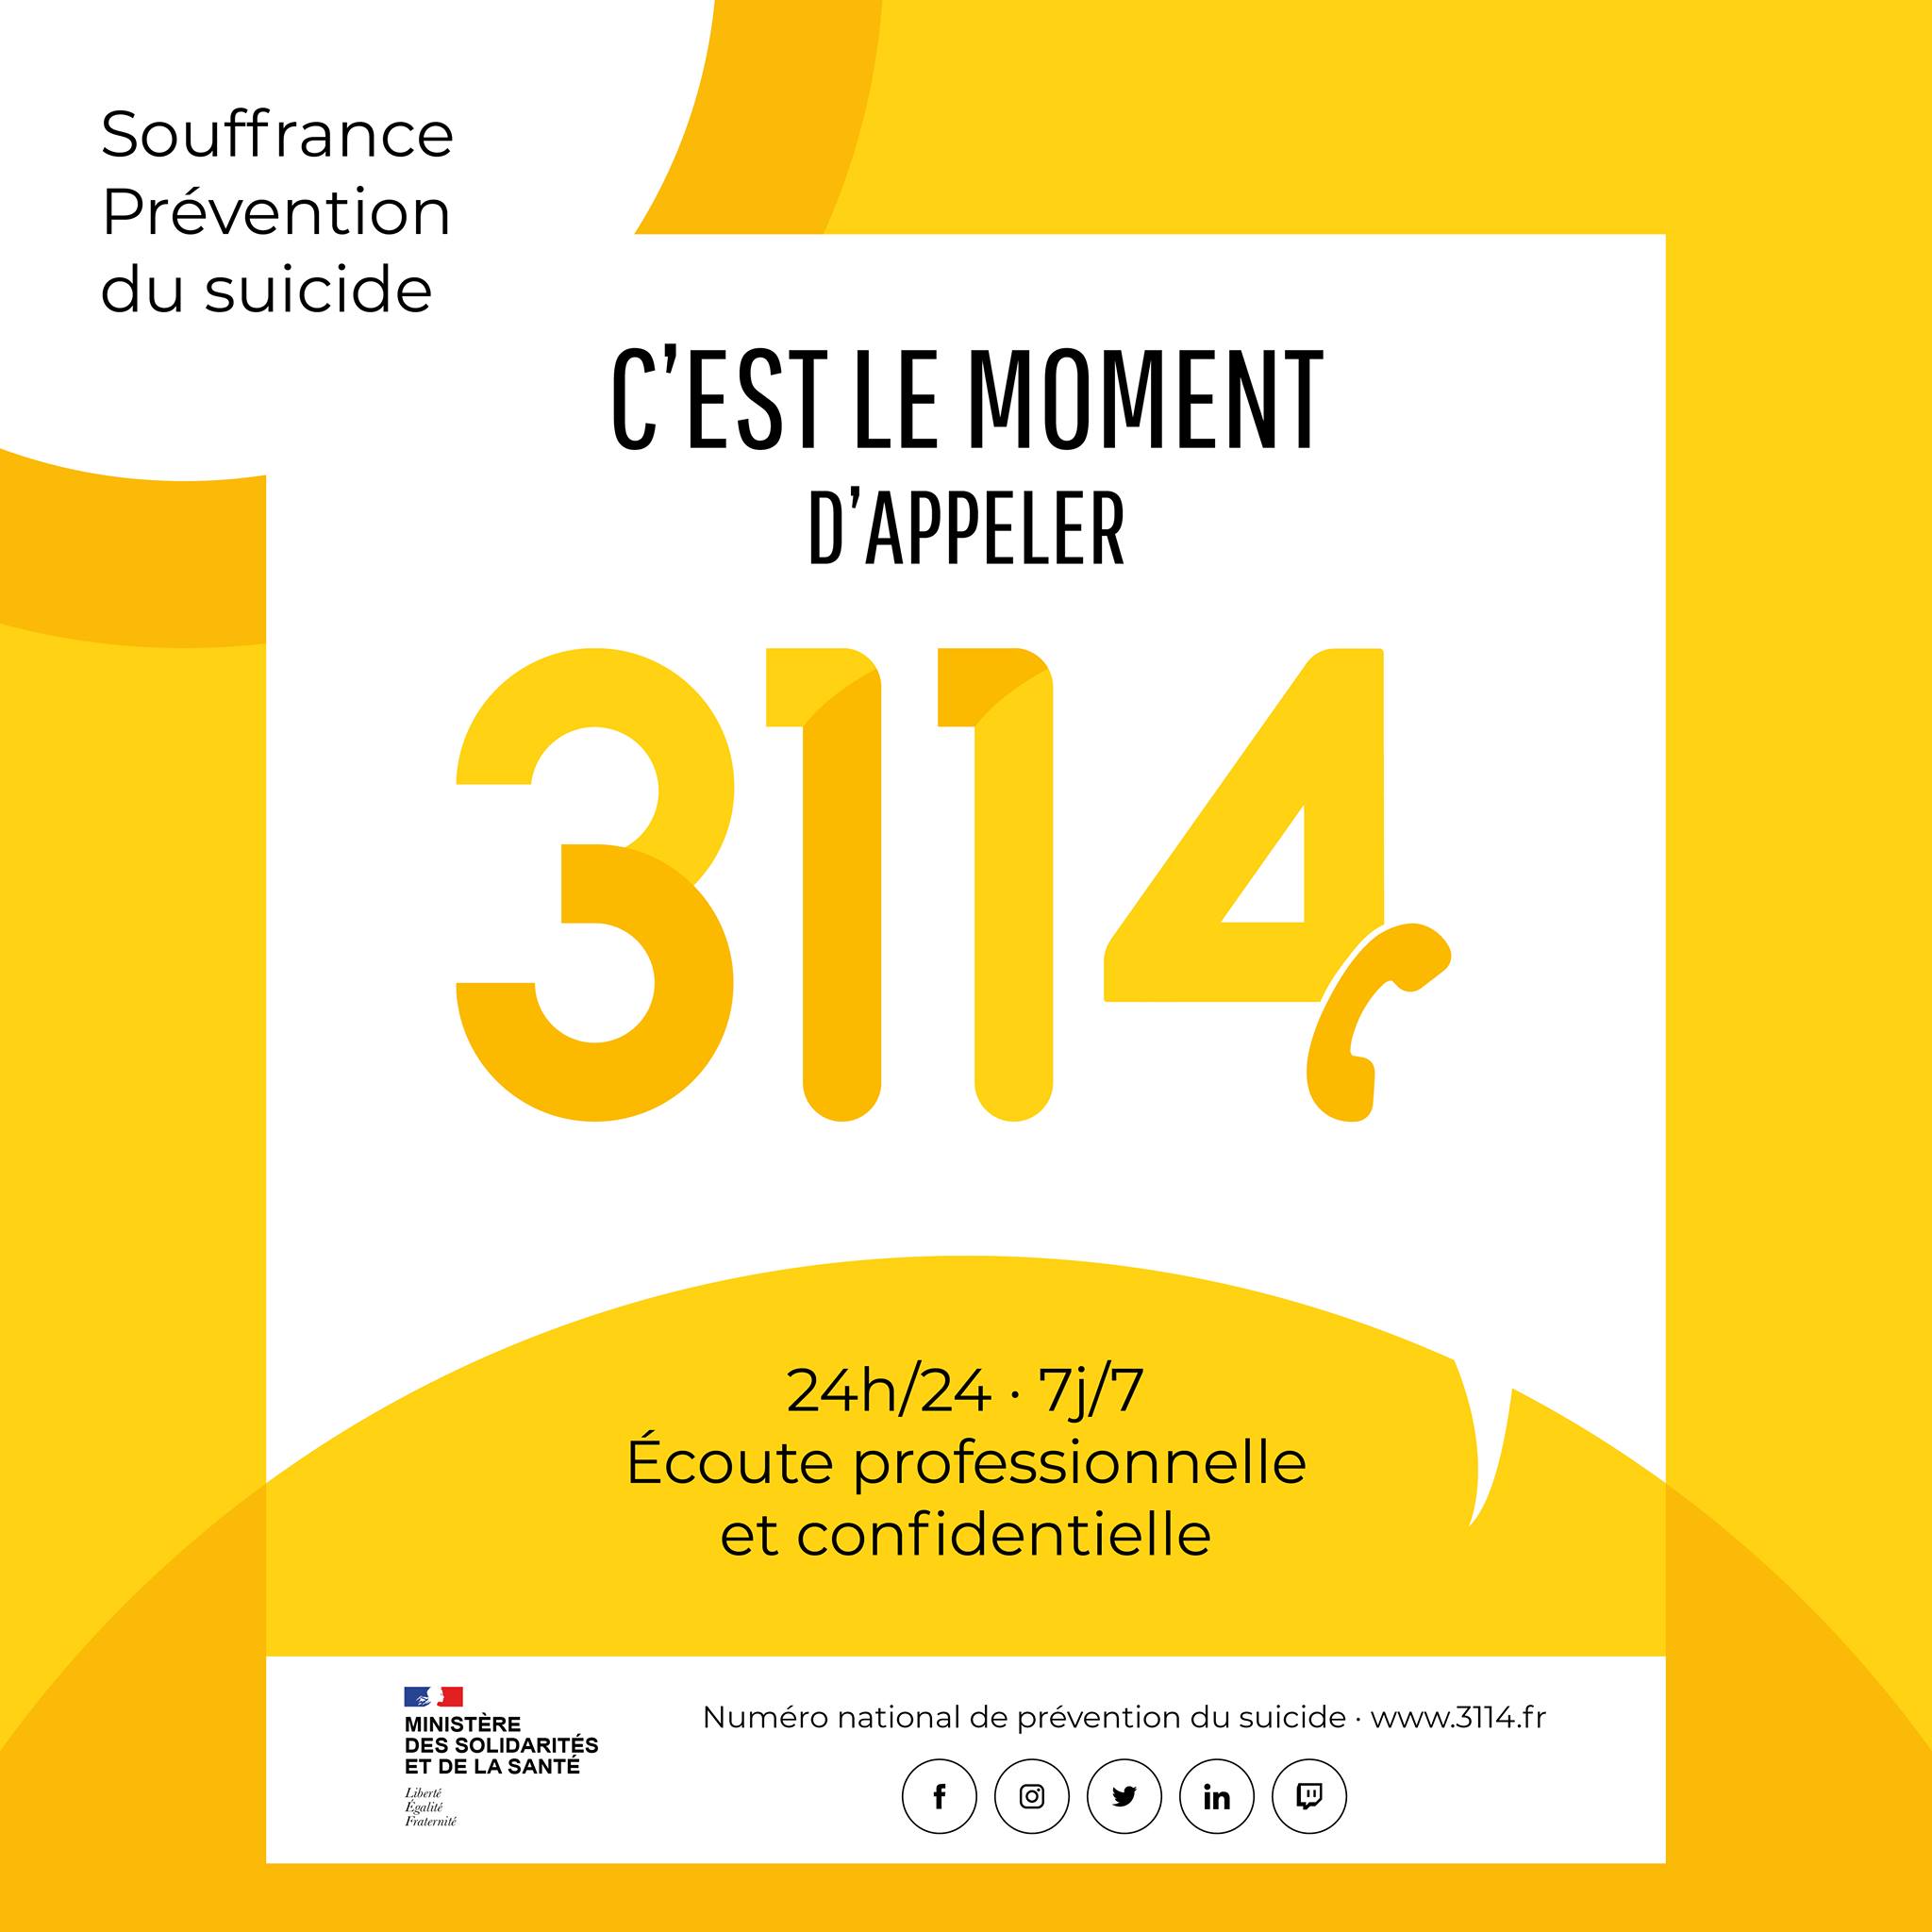 Souffrance
Prévention
du suicide
C'EST LE MOMENT
D'APPELER
3114
24h/24 · 7j/7
Écoute professionnelle
et confidentielle
MINISTÈRE
DES SOLIDARITÉS
ET DE LA SANTÉ
Liberté
Égalité
Fraternité
Numéro national de prévention du suicide · www.3114.fr